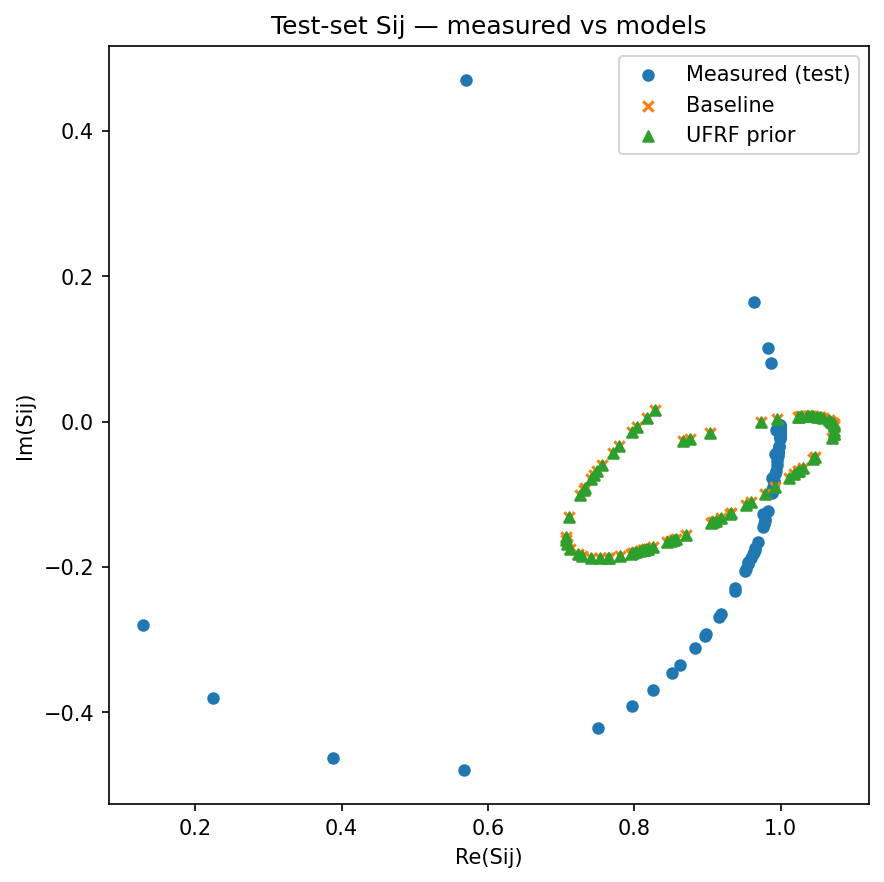 Test-set Sij — measured vs models
Measured (test)
Baseline
UFRF prior
0.4
0.2
0.0
−0.2
−0.4
Im(Sij)
0.2
0.4
0.6
0.8
1.0
Re(Sij)